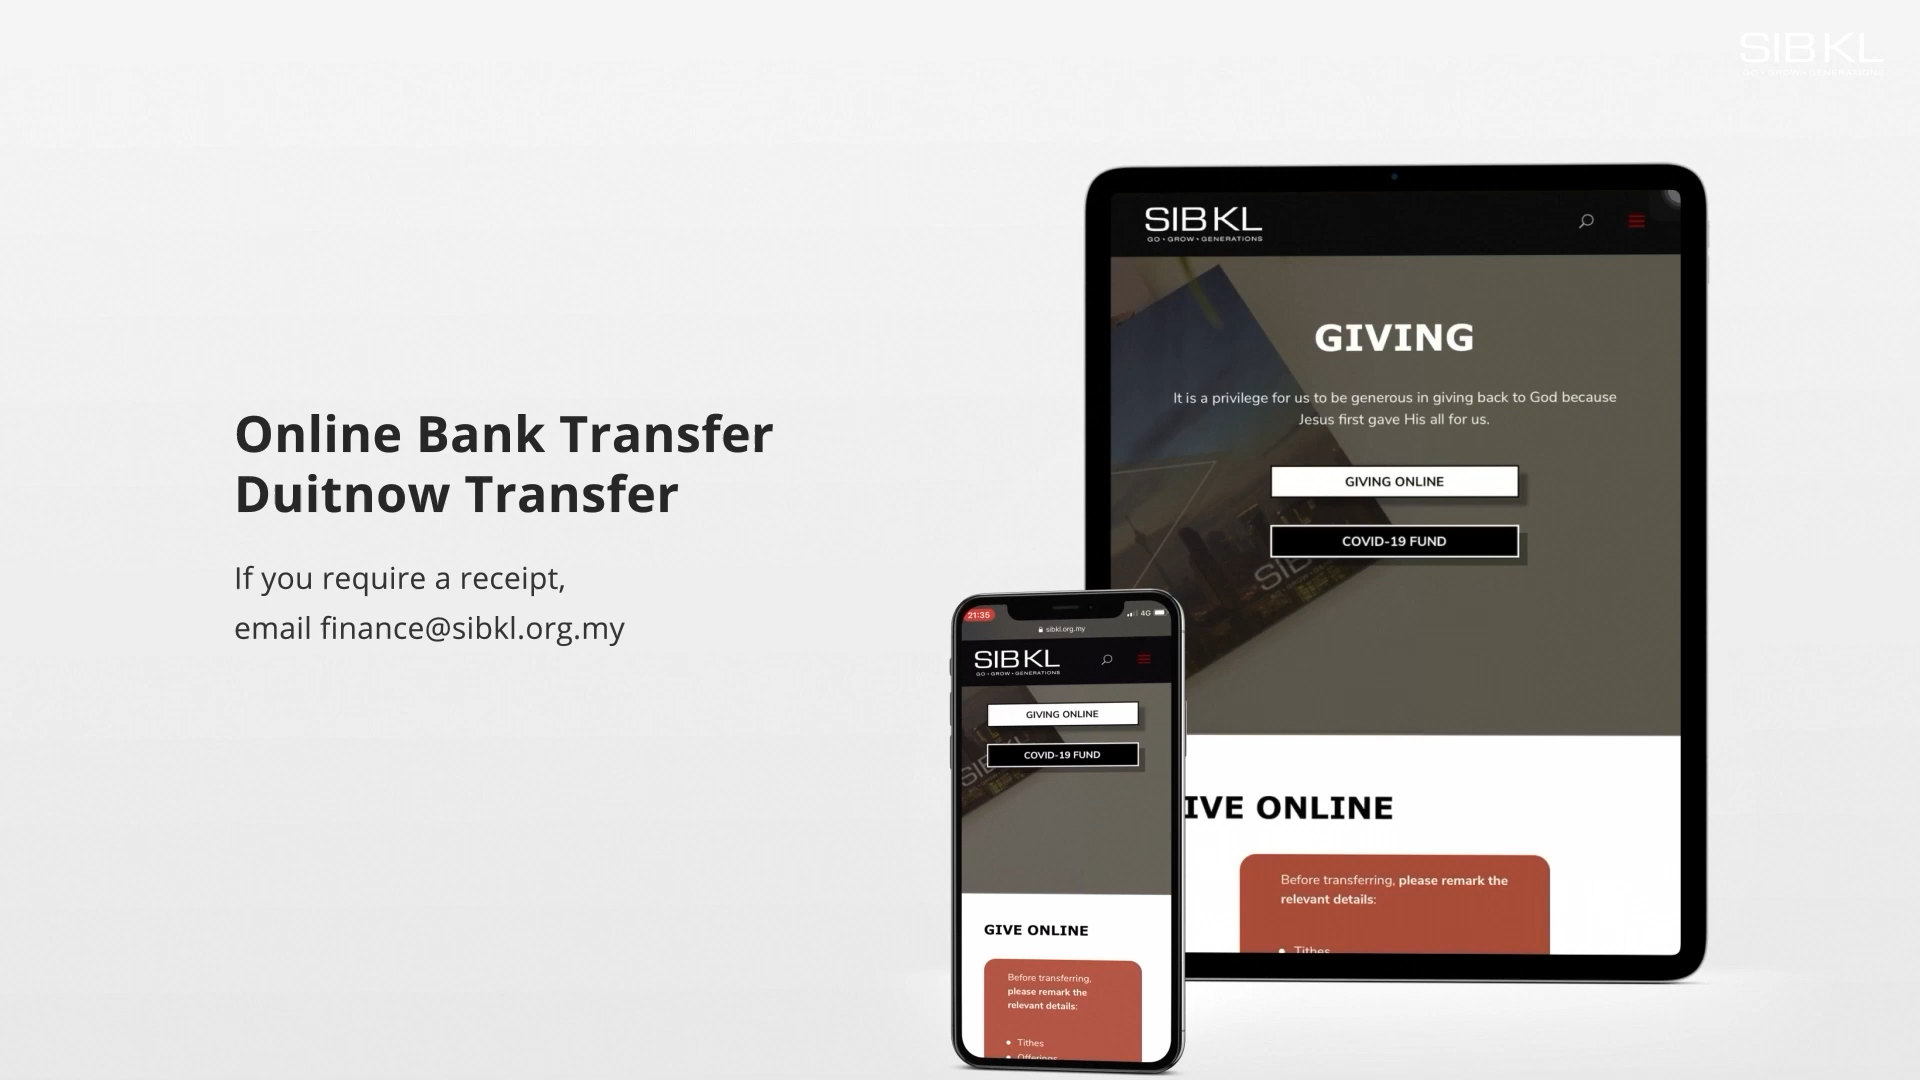 SIBKL
Online Bank Transfer
Duitnow Transfer
If you require a receipt,
email finance@sibkl.org.my
SIBKL
GO • GROW • GENERATIONS
GIVING
It is a privilege for us to be generous in giving back to God because
Jesus first gave His all for us.
GIVING ONLINE
COVID-19 FUND
IVE ONLINE
Before transferring, please remark the
relevant details:
• Tithes
21:35
4G
sibkl.org.my
SIBKL
GO • GROW • GENERATIONS
GIVING ONLINE
COVID-19 FUND
GIVE ONLINE
Before transferring,
please remark the
relevant details:
• Tithes
• Offerings